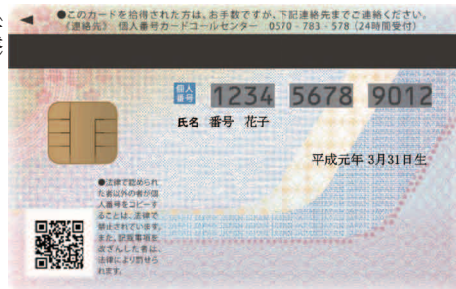 ●このカードを拾得された方は、お手数ですが、下記連絡先までご連絡ください。
《連絡先》 個人番号カードコールセンター 0570-783-578（24時間受付）
個人
番号
1234 5678 9012
氏名 番号 花子
平成元年 3月31日生
●法律で認められ
た者以外の者が個
人番号をコピーす
ることは、法律で
禁止されています。
また、記載事項を
改ざんした者は、
法律により罰せら
れます。